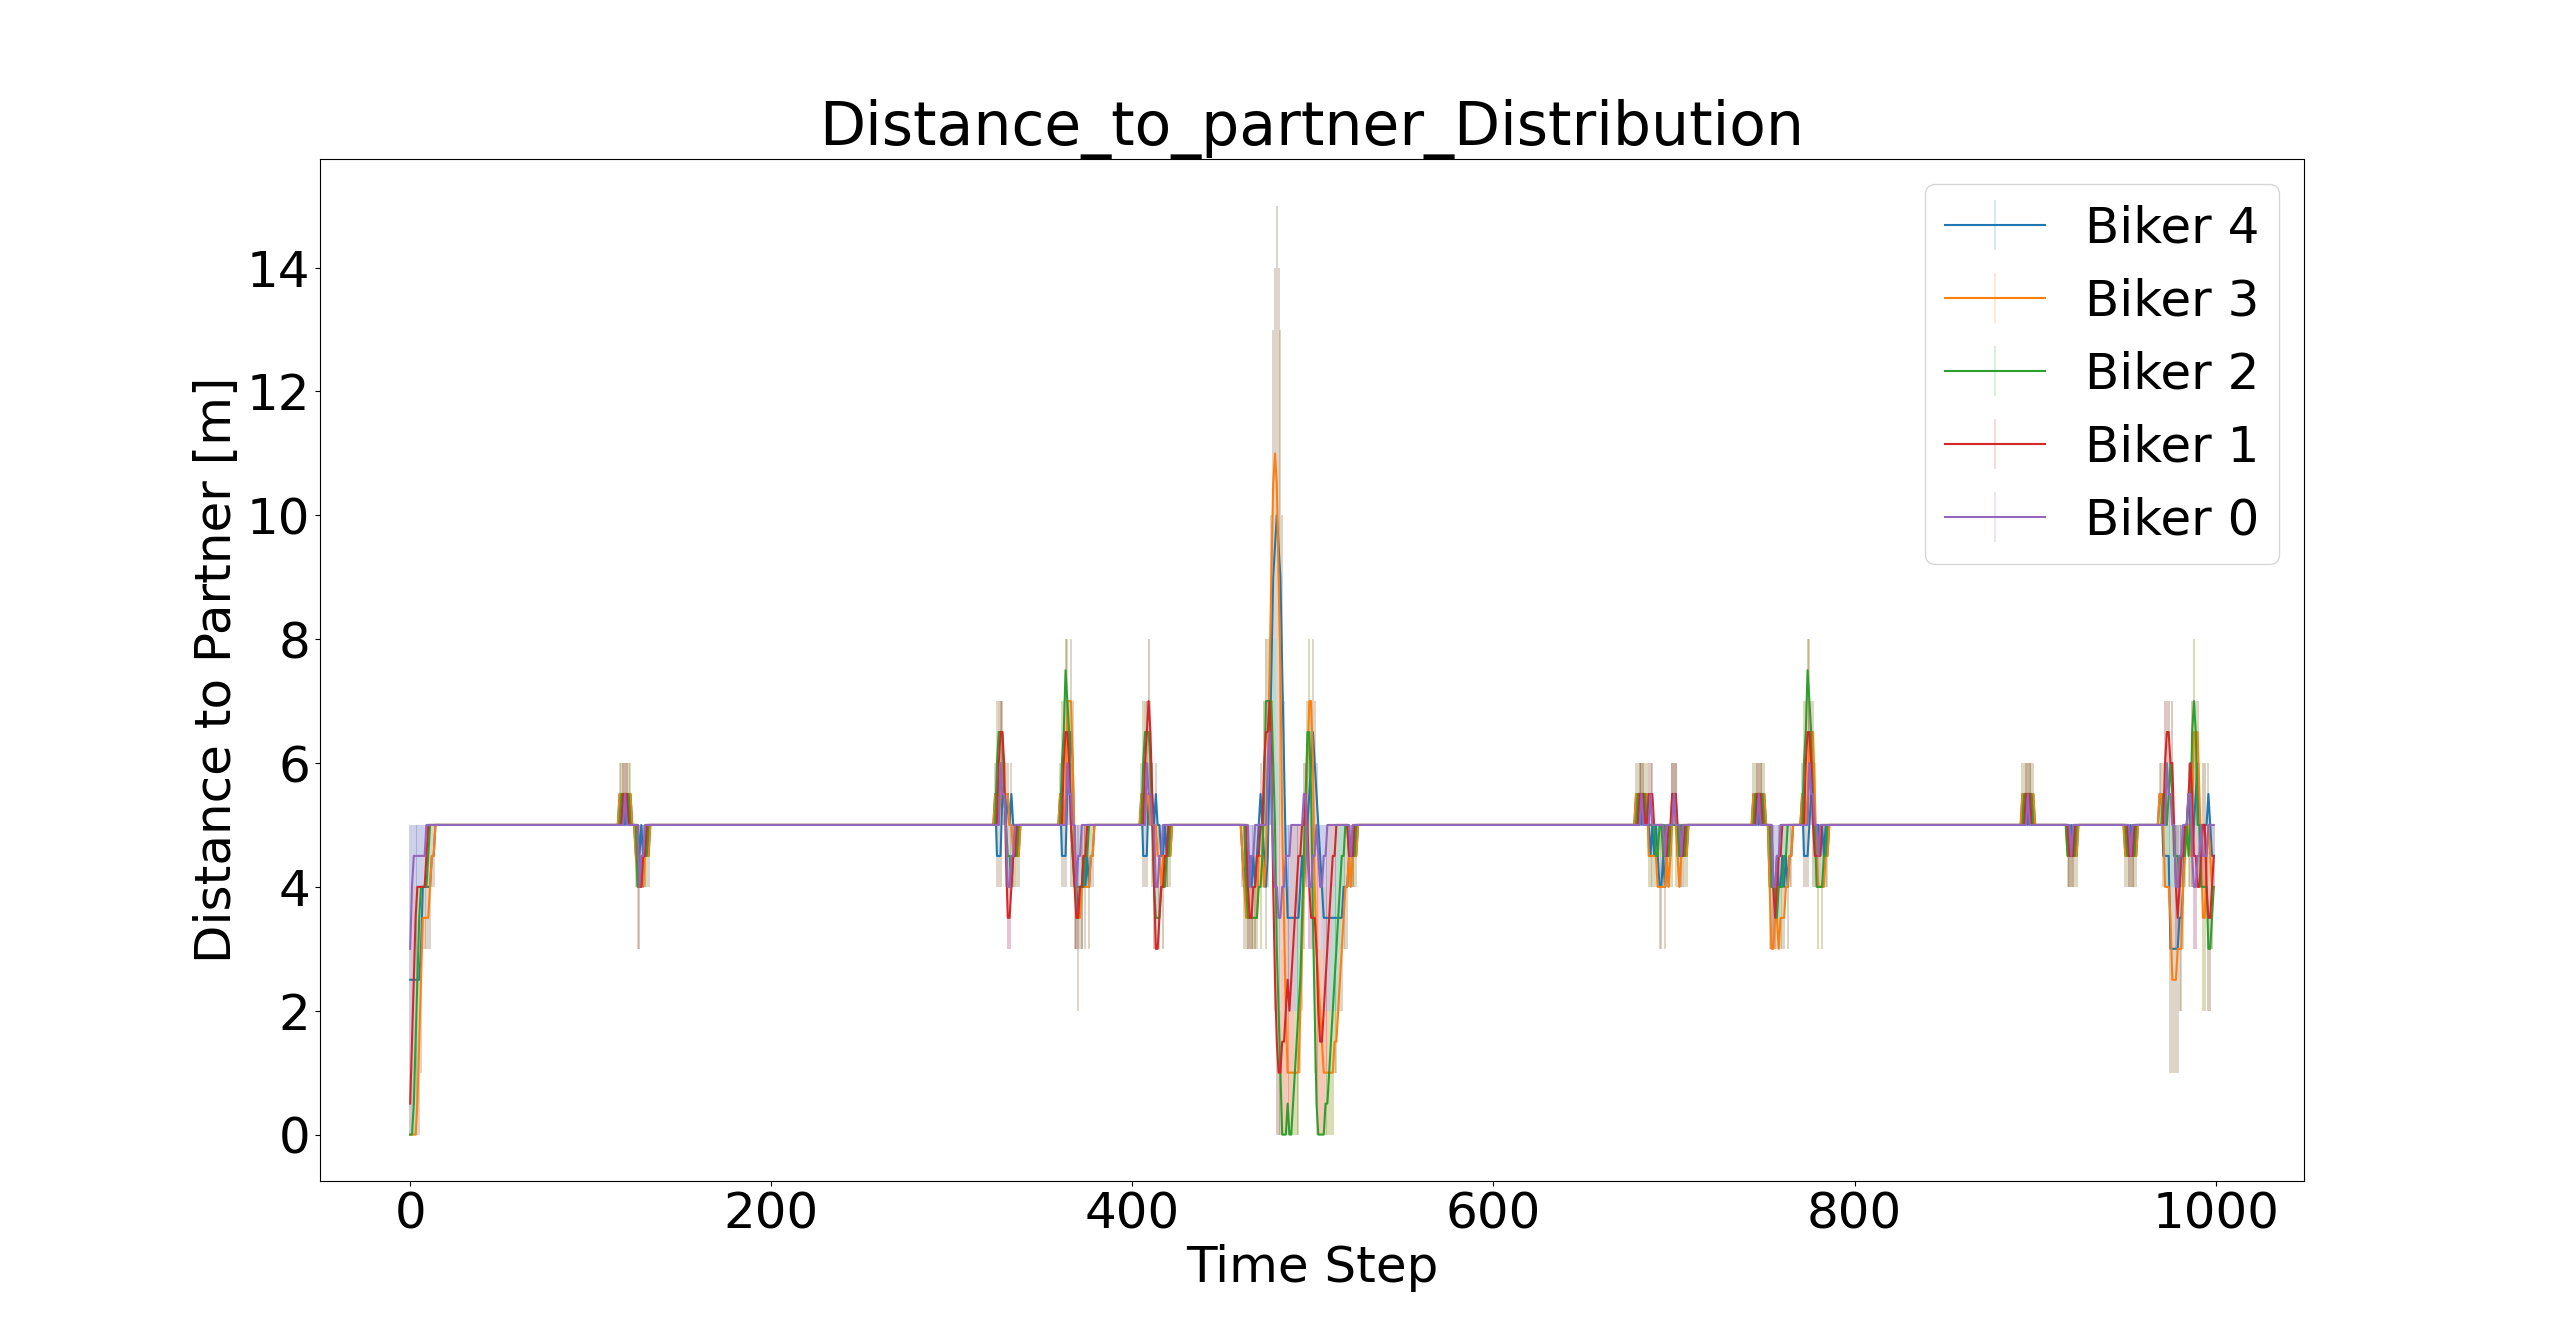 Distance_to_partner_Distribution
Distance to Partner [m]
14
12
10
8
6
4
2
0
0 200 400 600 800 1000
Time Step
Biker 4
Biker 3
Biker 2
Biker 1
Biker 0